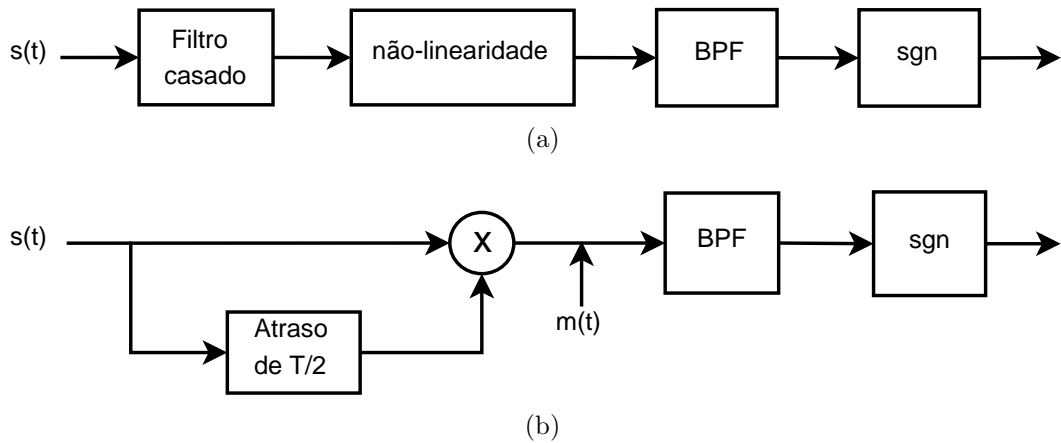 s(t)
Filtro
casado
não-linearidade
BPF
sgn
(a)
s(t)
X
BPF
sgn
m(t)
Atraso
de T/2
(b)